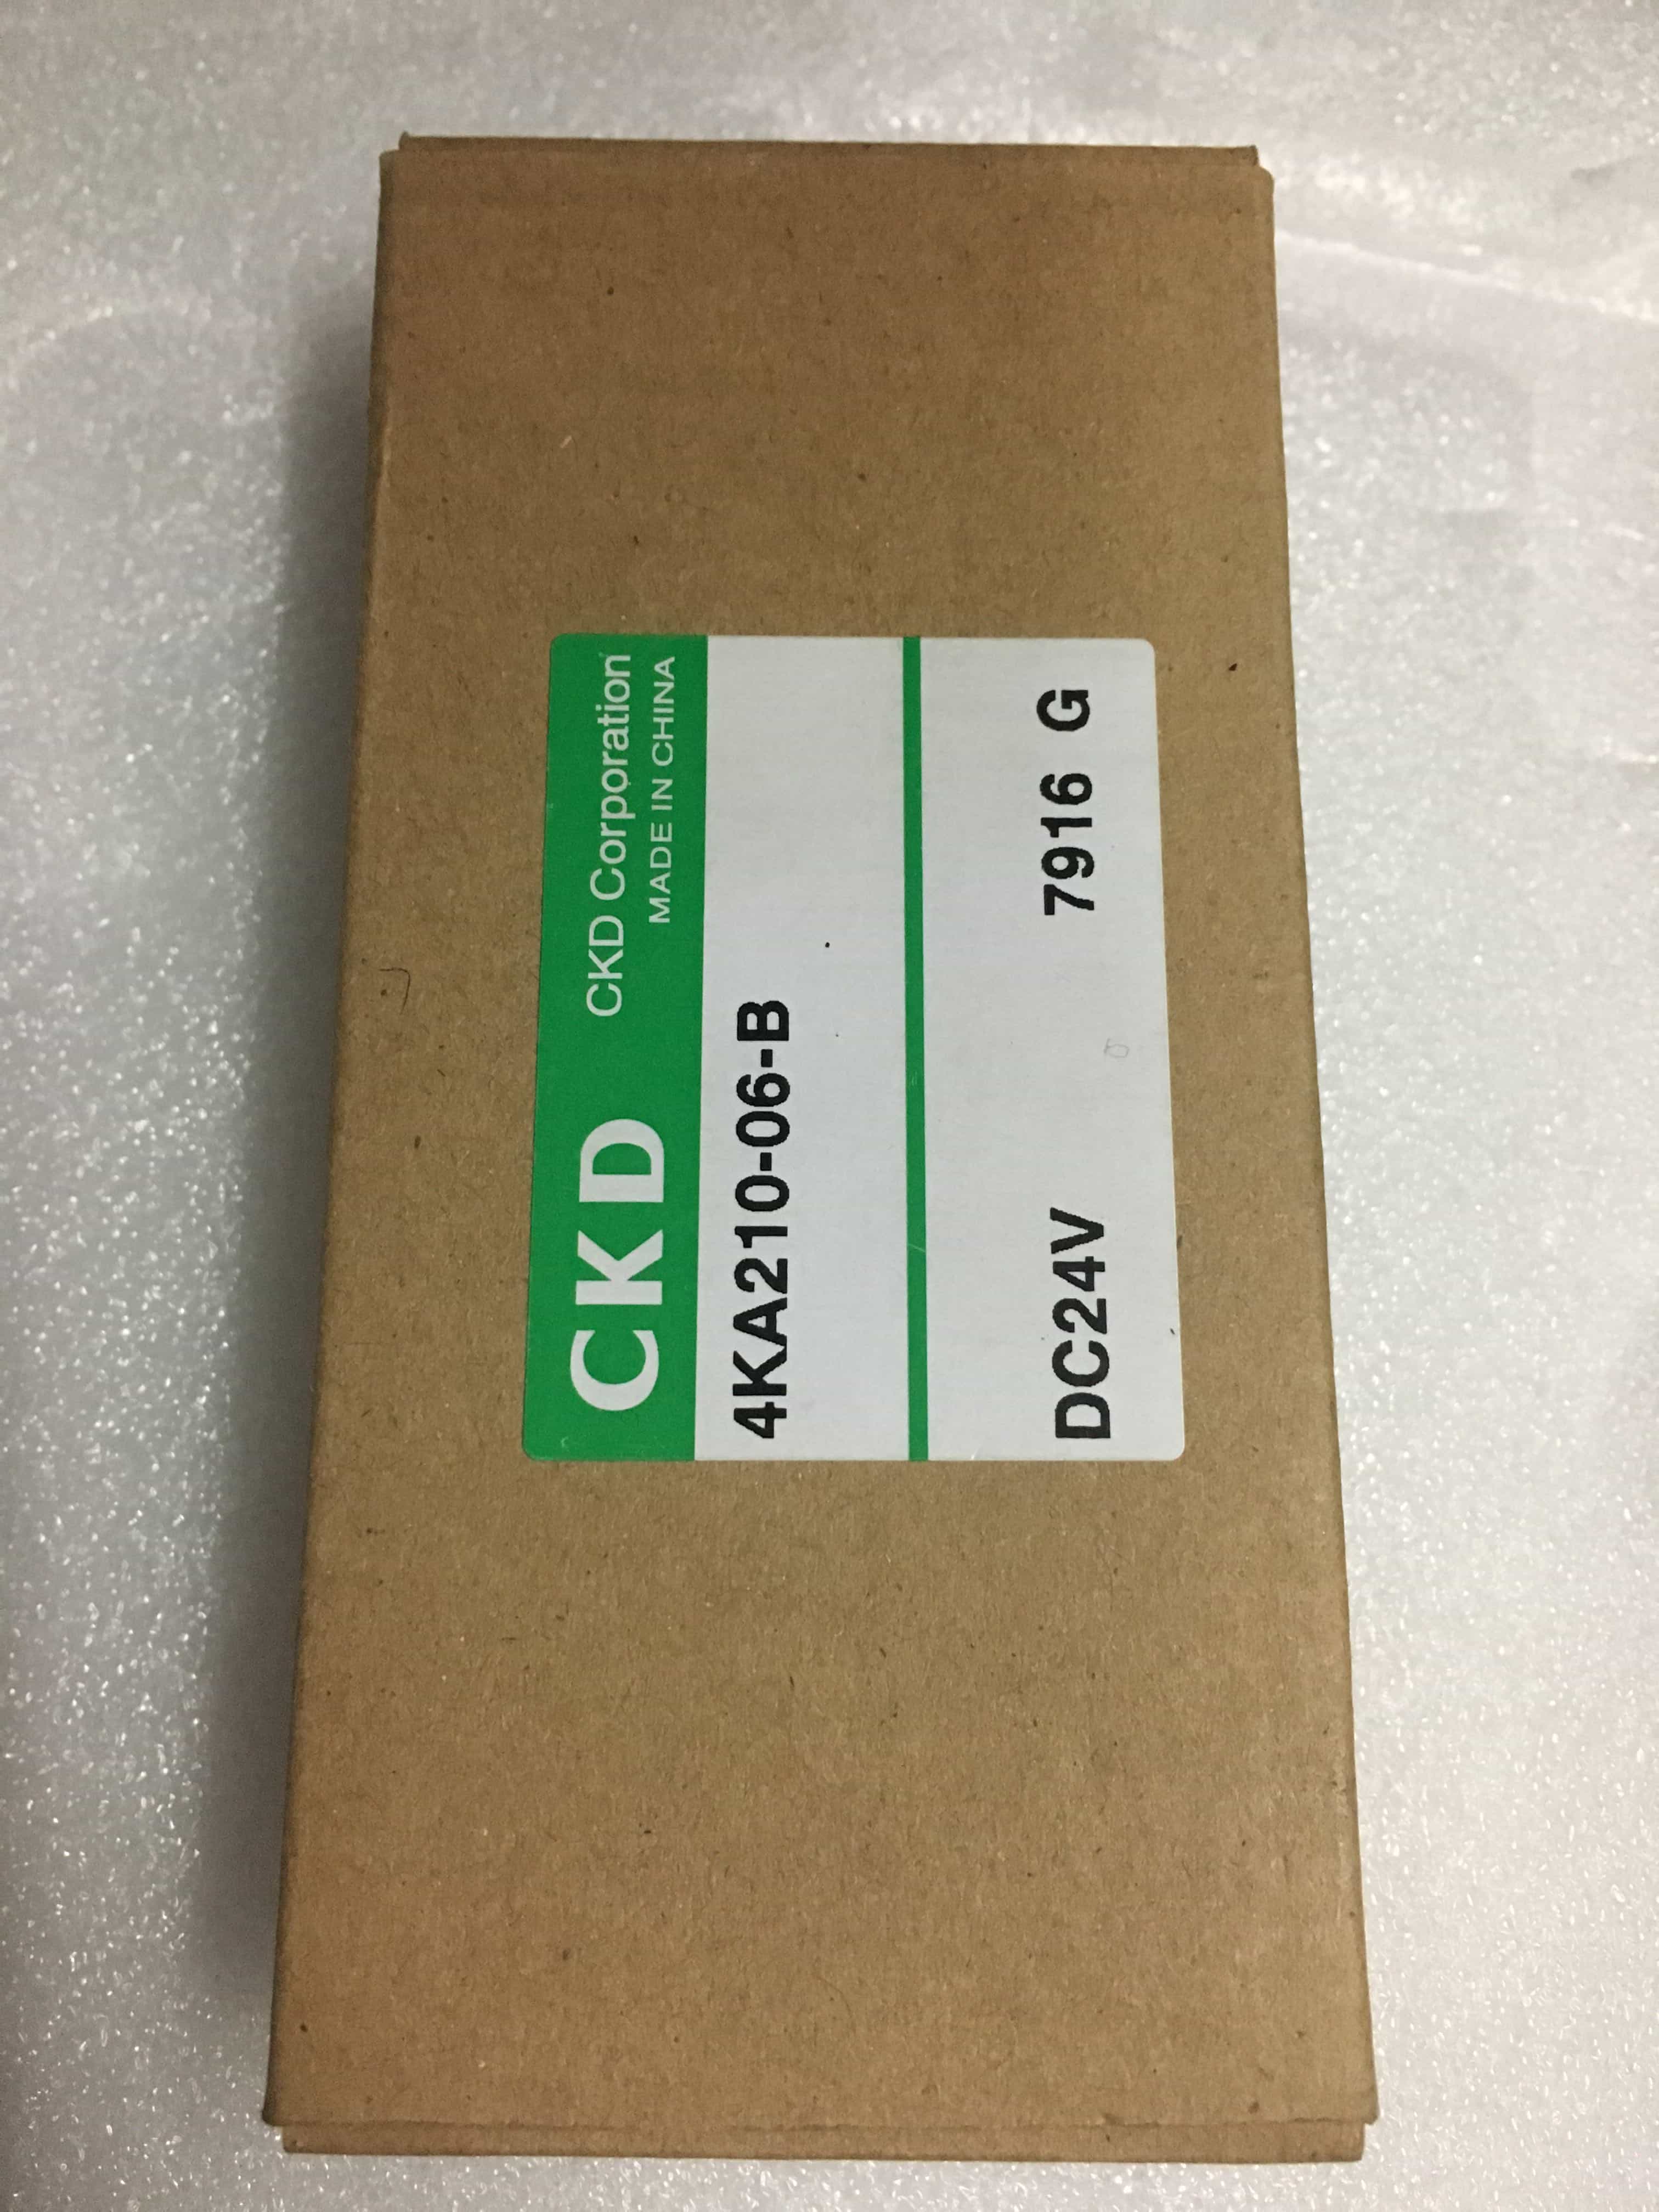 CKD
CKD Corporation
MADE IN CHINA
4KA210-06-B
DC24V 7916 G